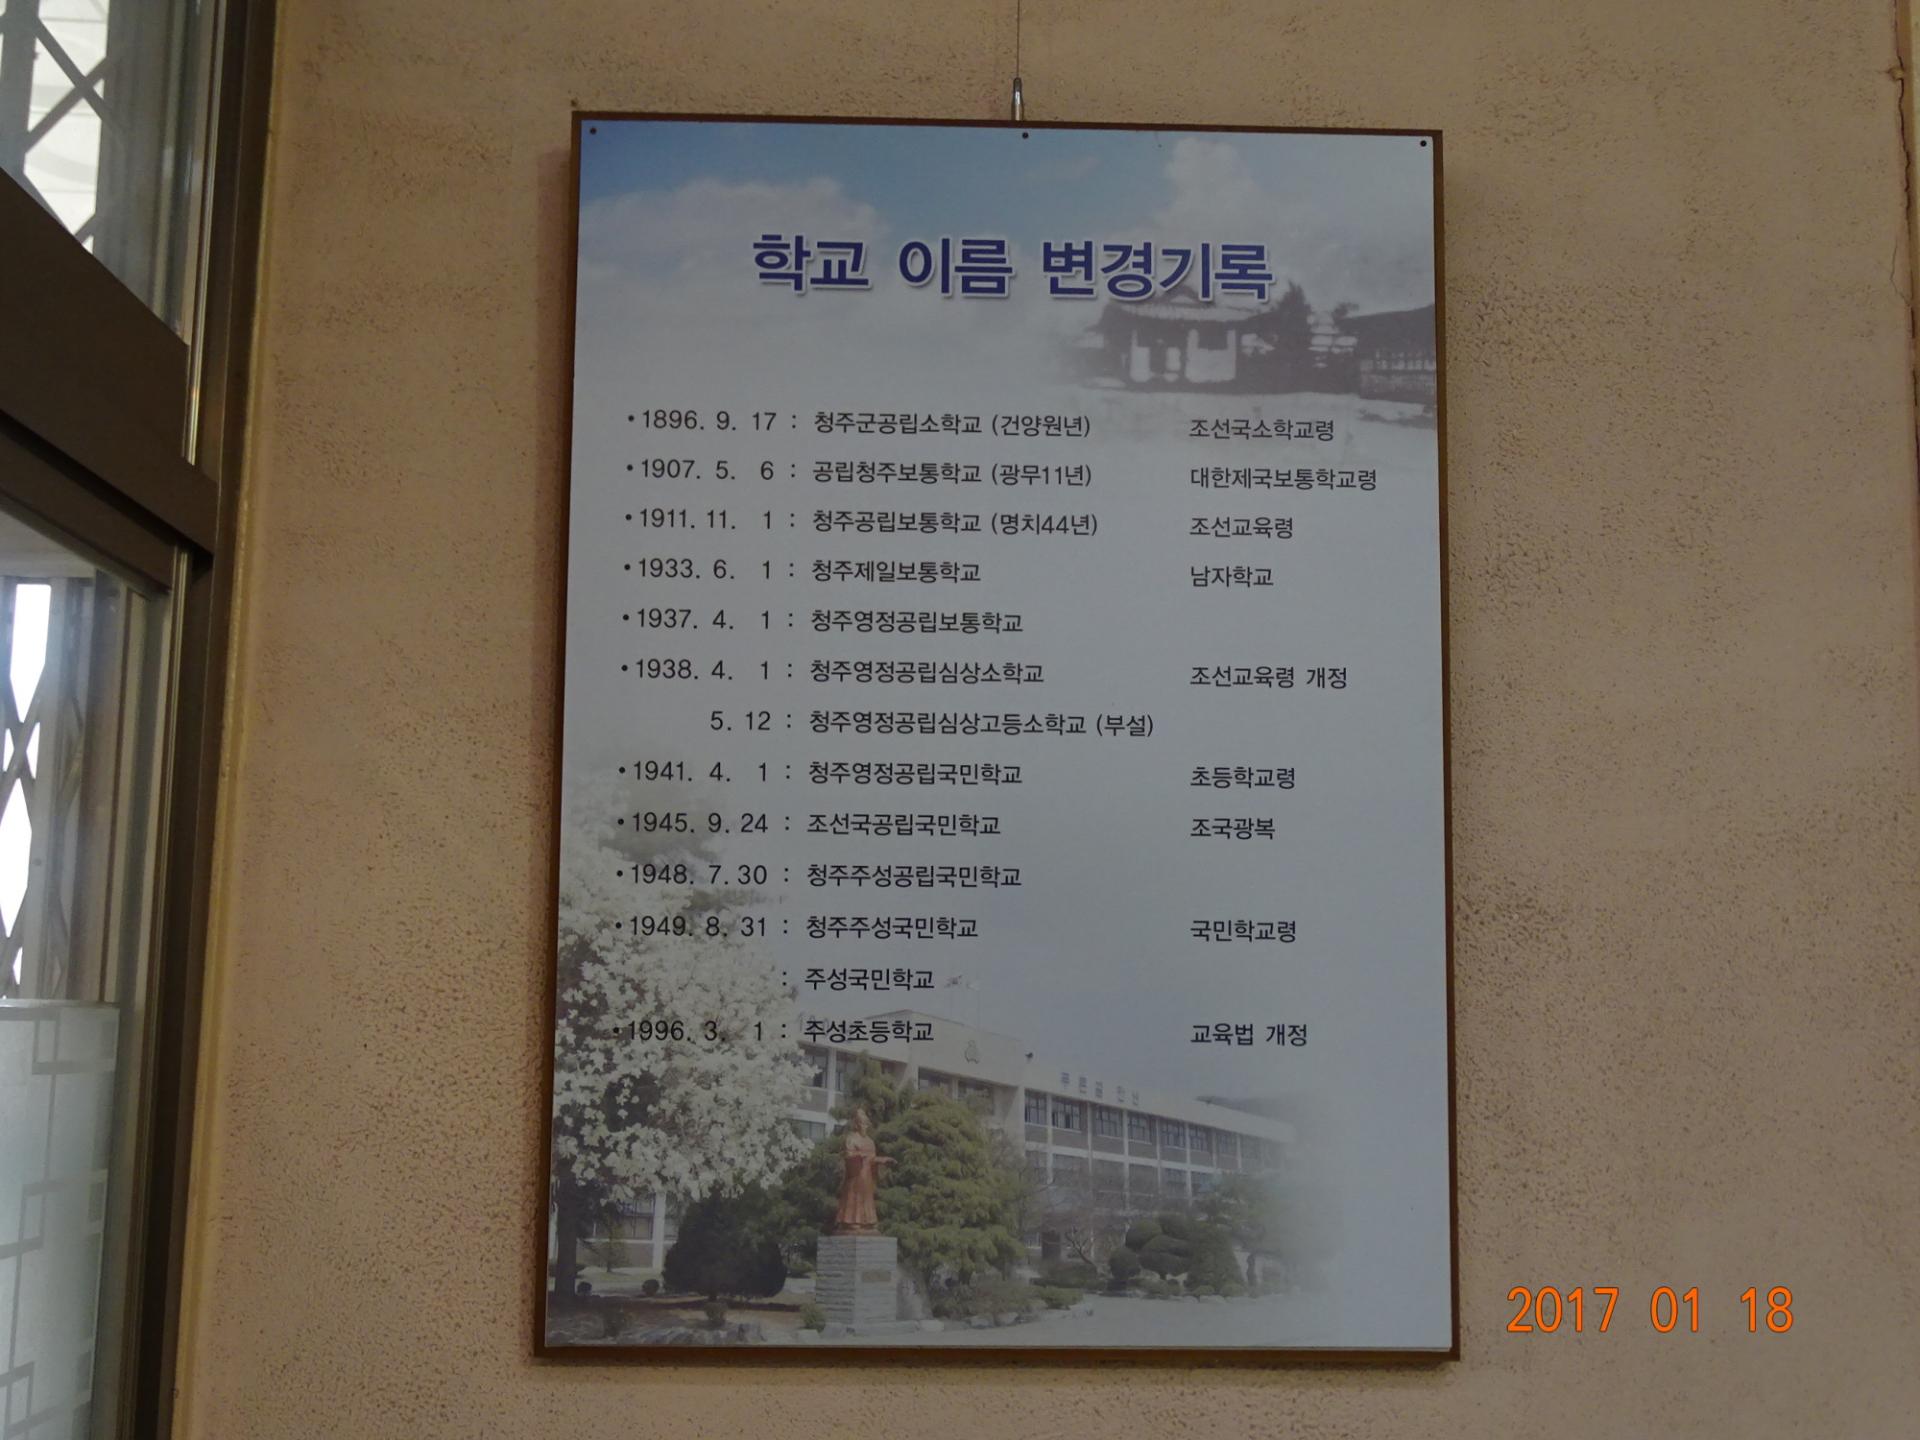 학교 이름 변경기록
•1896. 9. 17 : 청주군공립소학교 (건양원년) 조선국소학교령
•1907. 5. 6 : 공립청주보통학교 (광무11년) 대한제국보통학교령
•1911. 11. 1 : 청주공립보통학교 (명치44년) 조선교육령
•1933. 6. 1 : 청주제일보통학교 남자학교
•1937. 4. 1 : 청주영정공립보통학교
•1938. 4. 1 : 청주영정공립심상소학교 조선교육령 개정
5. 12 : 청주영정공립심상고등소학교 (부설)
•1941. 4. 1 : 청주영정공립국민학교 초등학교령
•1945. 9. 24 : 조선국공립국민학교 조국광복
•1948. 7. 30 : 청주주성공립국민학교
•1949. 8. 31 : 청주주성국민학교 국민학교령
: 주성국민학교
•1996. 3. 1 : 주성초등학교 교육법 개정
2017 01 18